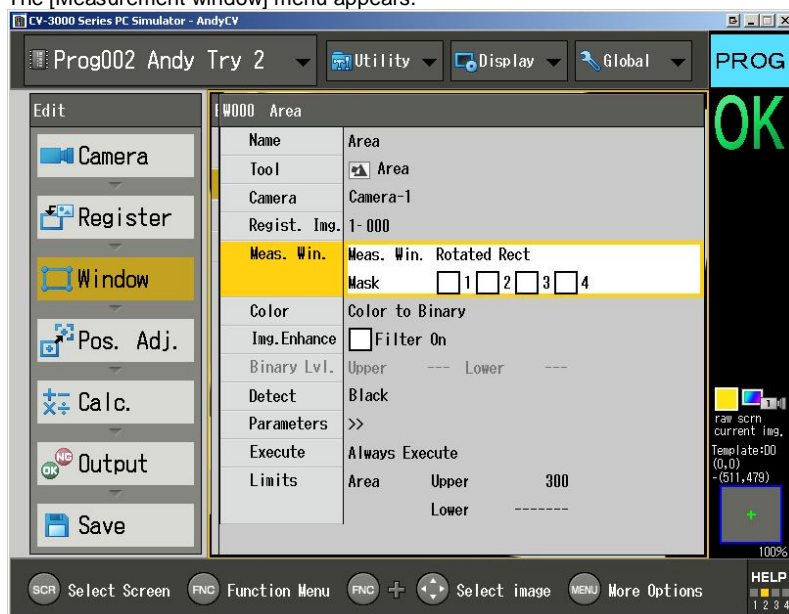 The [Measurement window] menu appears.
CV-3000 Series PC Simulator - AndyCV
Prog002 Andy Try 2
Utility
Display
Global
PROG
OK
Edit
Camera
Register
Window
Pos. Adj.
Calc.
Output
Save
W000 Area
Name Area
Tool Area
Camera Camera-1
Regist. Img. 1-000
Meas. Win. Meas. Win. Rotated Rect
Mask 1 2 3 4
Color Color to Binary
Img.Enhance Filter On
Binary Lvl. Upper --- Lower ---
Detect Black
Parameters >>
Execute Always Execute
Limits Area Upper 300
Lower -------
raw scrn
current img.
Template:00
(0,0)
-(511,479)
100%
SCR Select Screen FNC Function Menu FNC + Select image MENU More Options
HELP
1 2 3 4